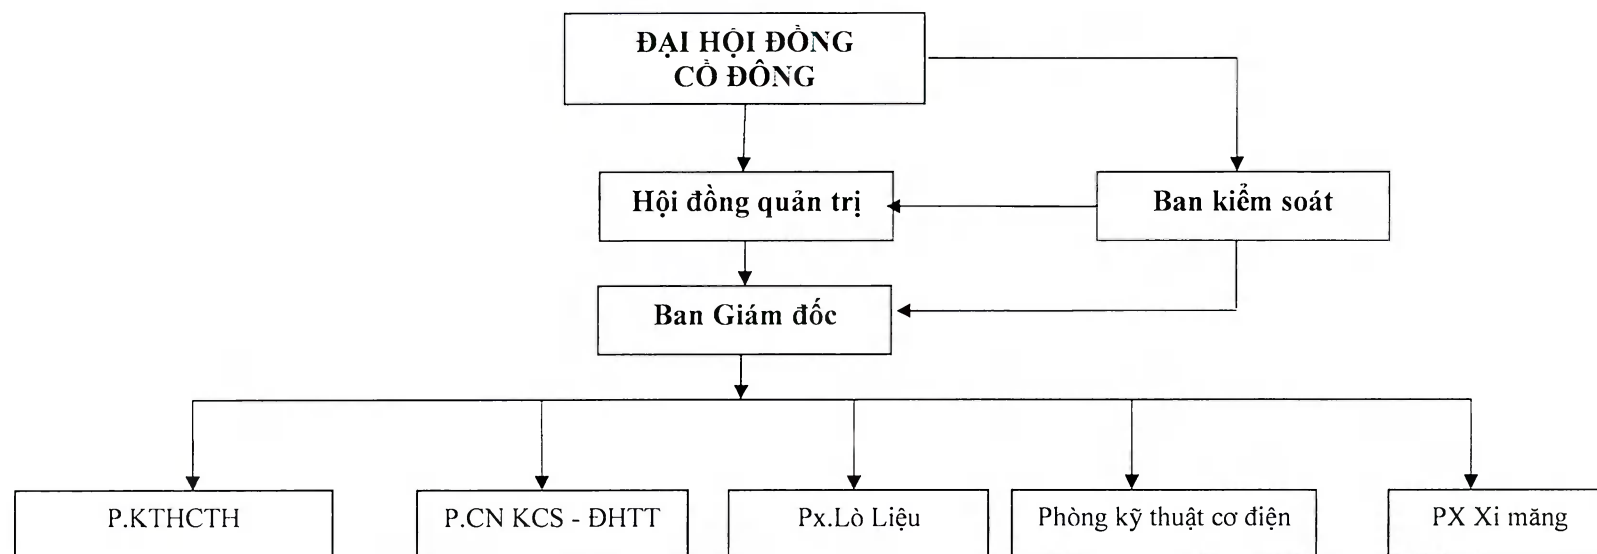 ĐẠI HỘI ĐỒNG
CỔ ĐÔNG
Hội đồng quản trị
Ban kiểm soát
Ban Giám đốc
P.KTHCTH
P.CN KCS - ĐHTT
Px.Lò Liệu
Phòng kỹ thuật cơ điện
PX Xi măng